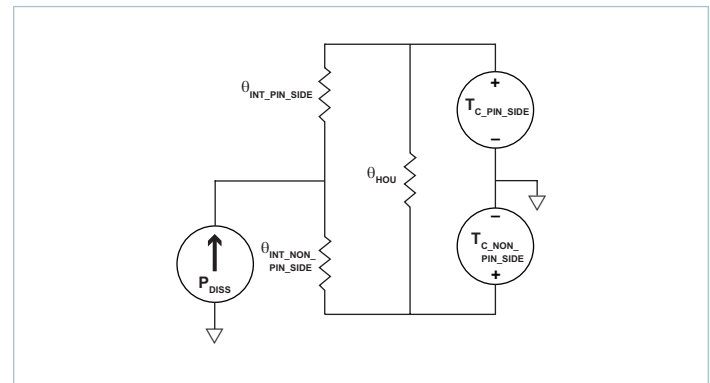 θINT_PIN_SIDE
+
TC_PIN_SIDE
–
θHOU
–
TC_NON_
PIN_SIDE
+
θINT_NON_
PIN_SIDE
PDISS